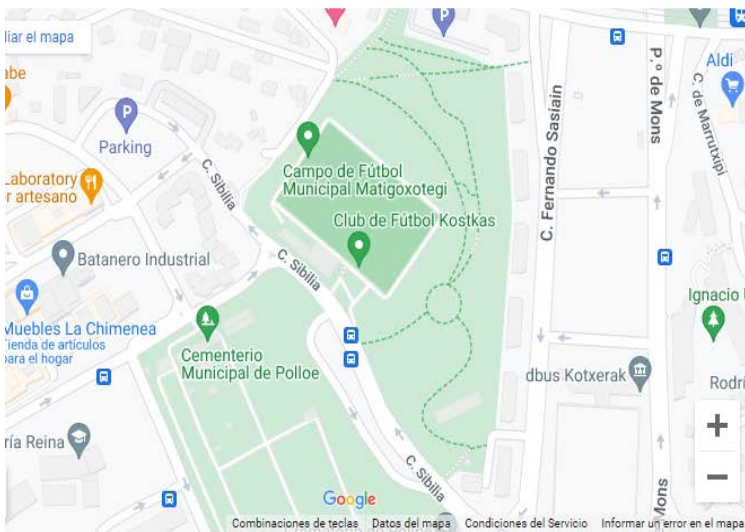 liar el mapa
abe
P
Parking
Laboratory
r artesano
C. Sibilia
Campo de Fútbol
Municipal Matigoxotegi
Club de Fútbol Kostkas
P
C. Fernando Sasiain
P.º de Mons
Aldi
C. de Marrutxipi
Batanero Industrial
C. Sibilia
Muebles La Chimenea
Tienda de artículos
para el hogar
Cementerio
Municipal de Polloe
Ignacio U
dbus Kotxerak
Rodrí
ría Reina
C. Sibilia
Mons
+
−
Google
Combinaciones de teclas Datos del mapa Condiciones del Servicio Informar un error en el mapa